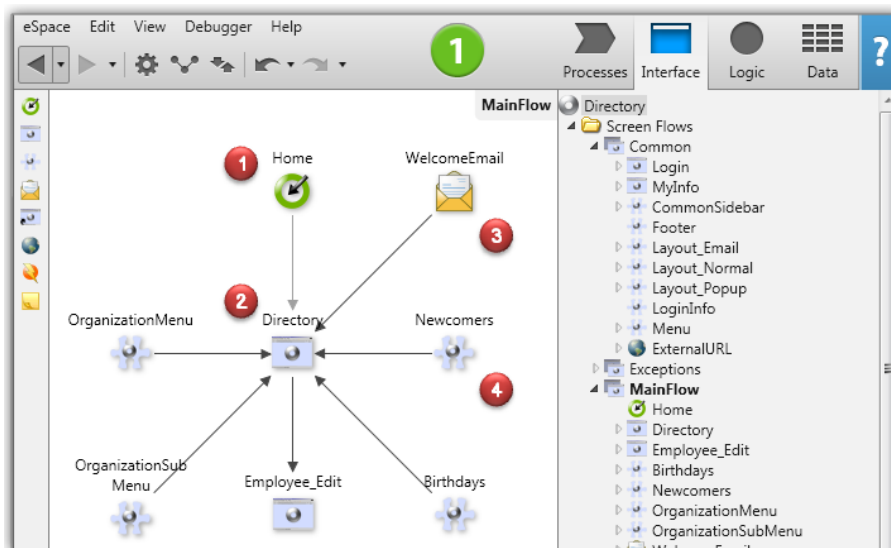 eSpace Edit View Debugger Help
1
Processes Interface Logic Data
?
MainFlow
1
Home
WelcomeEmail
3
2
OrganizationMenu
Directory
Newcomers
4
OrganizationSub
Menu
Employee_Edit
Birthdays
Directory
Screen Flows
Common
Login
MyInfo
CommonSidebar
Footer
Layout_Email
Layout_Normal
Layout_Popup
LoginInfo
Menu
ExternalURL
Exceptions
MainFlow
Home
Directory
Employee_Edit
Birthdays
Newcomers
OrganizationMenu
OrganizationSubMenu